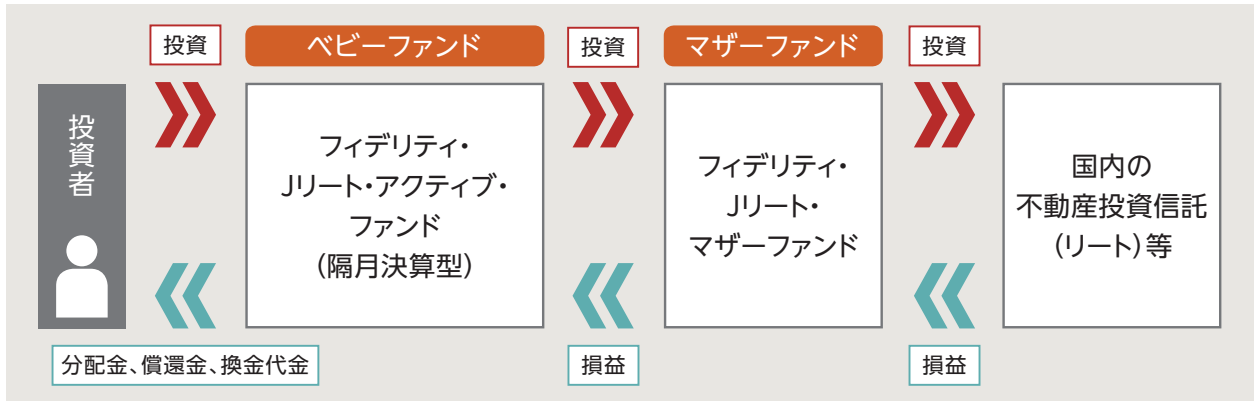 投資
ベビーファンド
投資
マザーファンド
投資
投資者
フィデリティ・
Jリート・アクティブ・
ファンド
(隔月決算型)
フィデリティ・
Jリート・
マザーファンド
国内の
不動産投資信託
(リート)等
分配金、償還金、換金代金
損益
損益